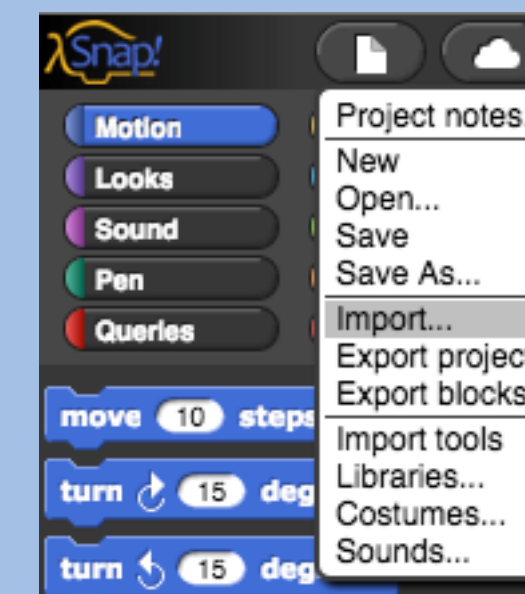 λSnap!
Motion
Looks
Sound
Pen
Queries
move 10 steps
turn 15 deg
turn 15 deg
Project notes.
New
Open...
Save
Save As...
Import...
Export projec
Export blocks
Import tools
Libraries...
Costumes...
Sounds...